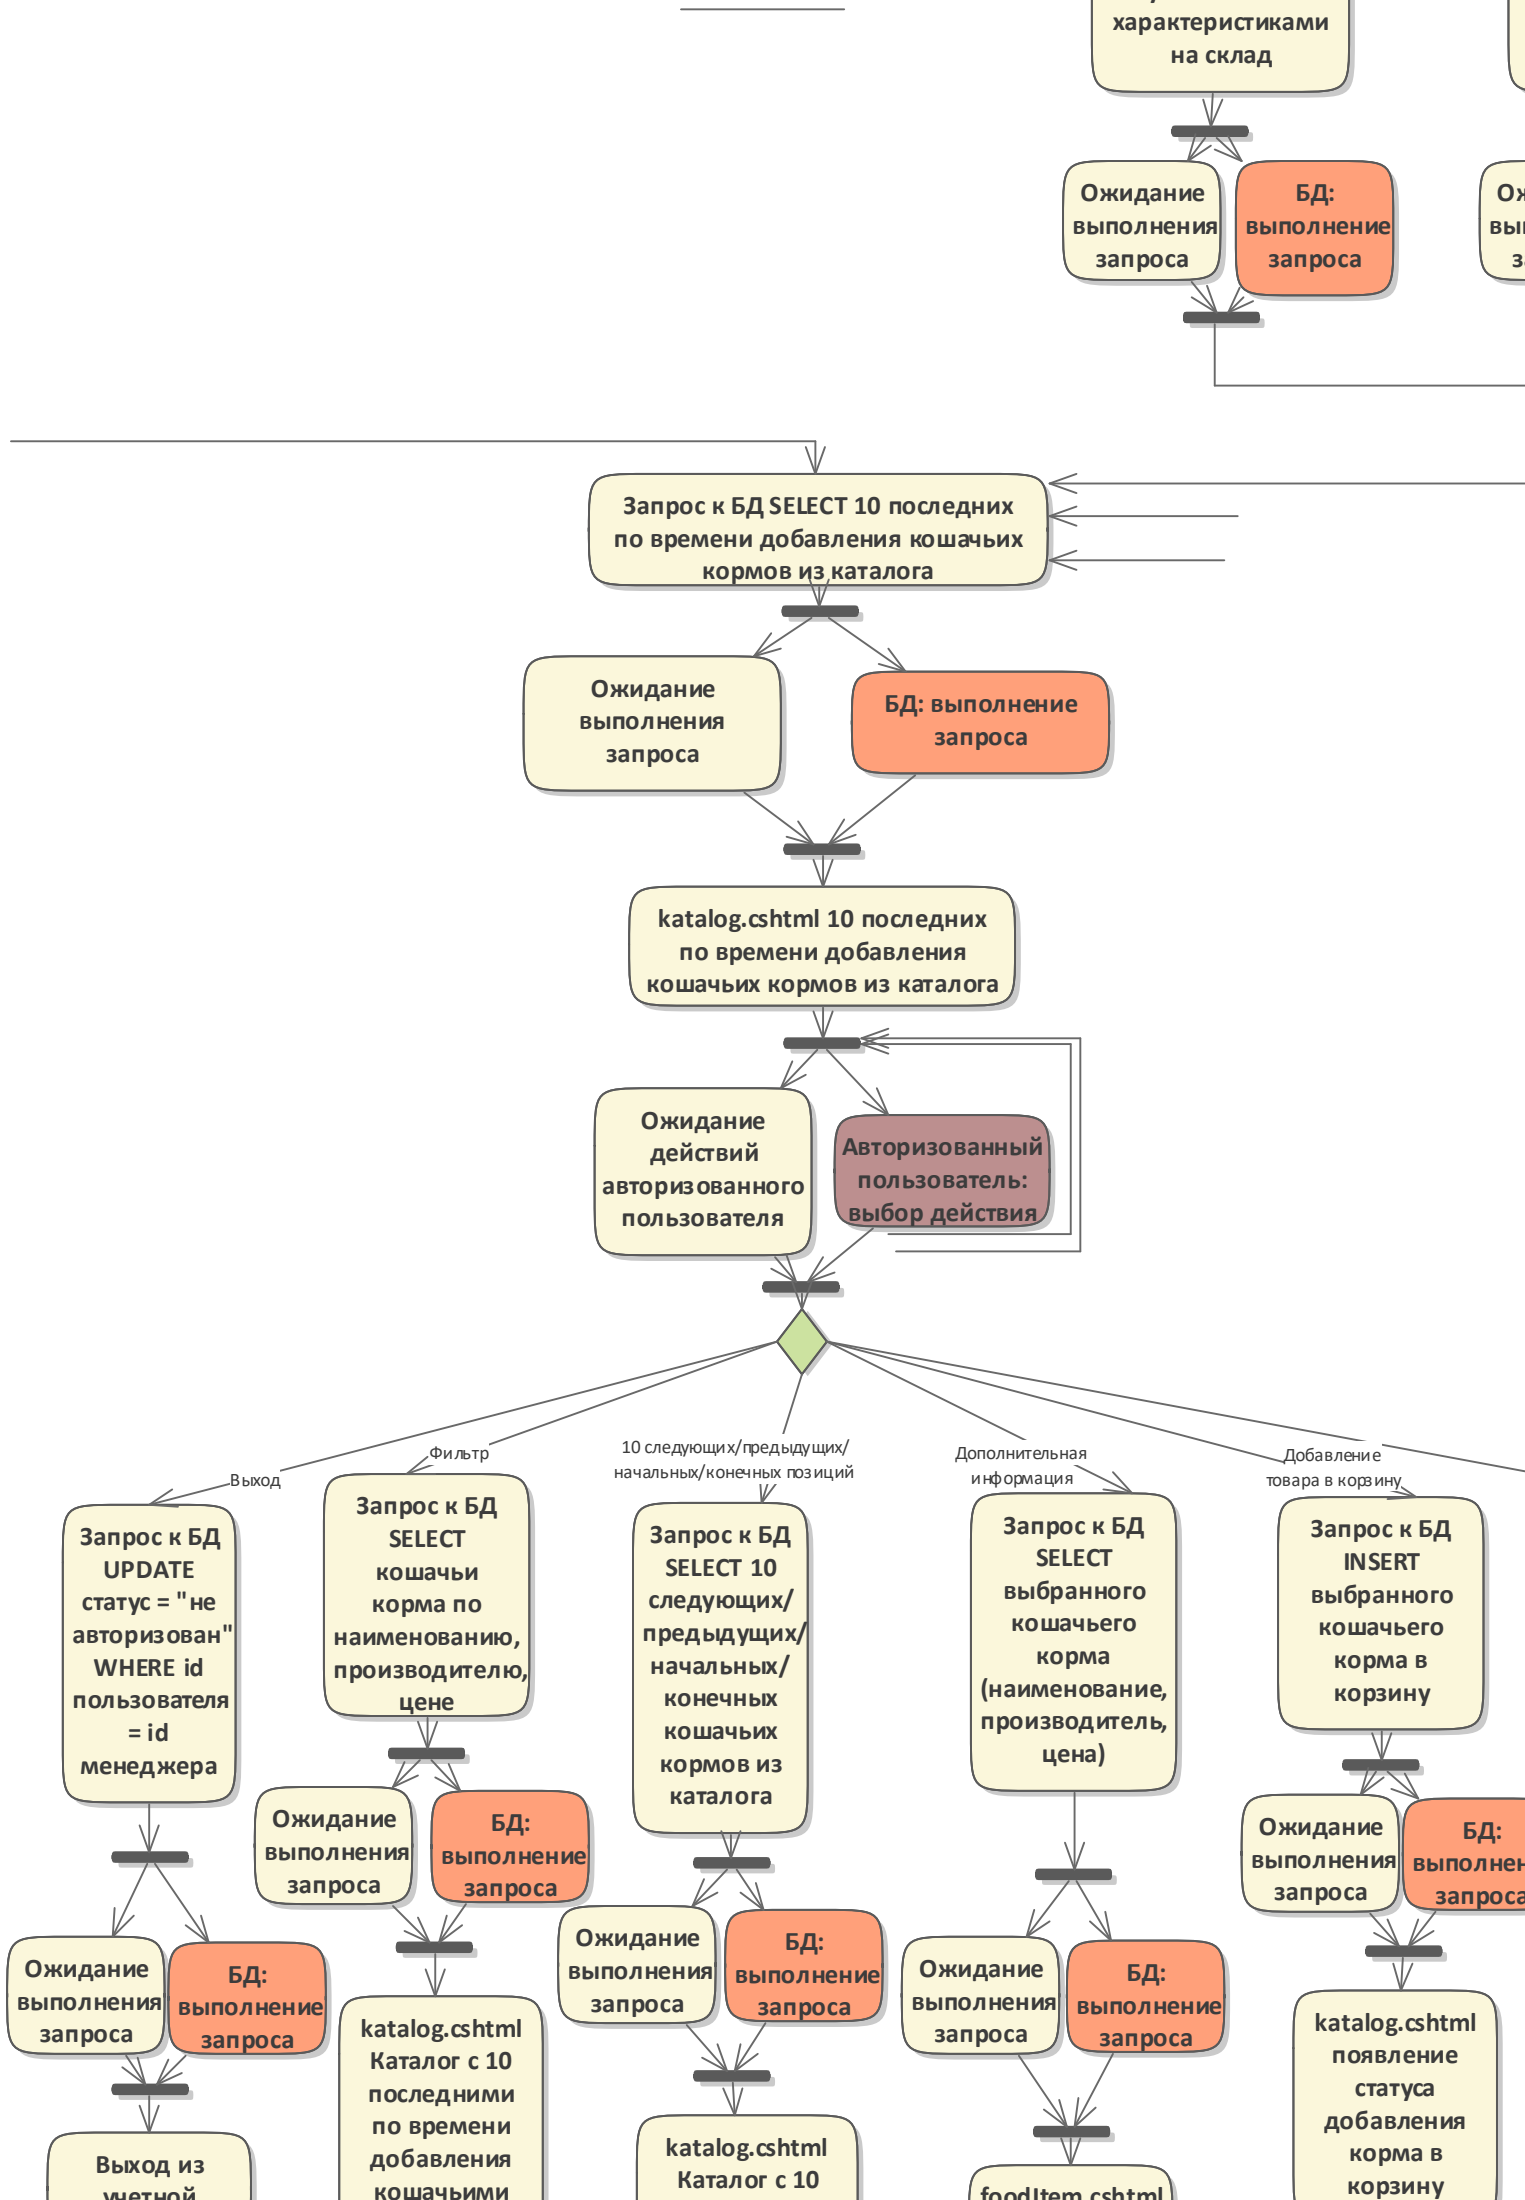 характеристиками
на склад
Ожидание
выполнения
запроса
БД:
выполнение
запроса
Запрос к БД SELECT 10 последних
по времени добавления кошачьих
кормов из каталога
Ожидание
выполнения
запроса
БД: выполнение
запроса
katalog.cshtml 10 последних
по времени добавления
кошачьих кормов из каталога
Ожидание
действий
авторизованного
пользователя
Авторизованный
пользователь:
выбор действия
Выход
Фильтр
10 следующих/предыдущих/
начальных/конечных позиций
Дополнительная
информация
Добавление
товара в корзину
Запрос к БД
UPDATE
статус = "не
авторизован"
WHERE id
пользователя
= id
менеджера
Запрос к БД
SELECT
кошачьи
корма по
наименованию,
производителю,
цене
Запрос к БД
SELECT 10
следующих/
предыдущих/
начальных/
конечных
кошачьих
кормов из
каталога
Запрос к БД
SELECT
выбранного
кошачьего
корма
(наименование,
производитель,
цена)
Запрос к БД
INSERT
выбранного
кошачьего
корма в
корзину
Ожидание
выполнения
запроса
БД:
выполнение
запроса
Ожидание
выполнения
запроса
БД:
выполнение
запроса
Ожидание
выполнения
запроса
БД:
выполнение
запроса
Ожидание
выполнения
запроса
БД:
выполнение
запроса
Ожидание
выполнения
запроса
БД:
запроса
Выход из
учетной
katalog.cshtml
Каталог с 10
последними
по времени
добавления
кошачьими
katalog.cshtml
Каталог с 10
foodItem.cshtml
katalog.cshtml
появление
статуса
добавления
корма в
корзину